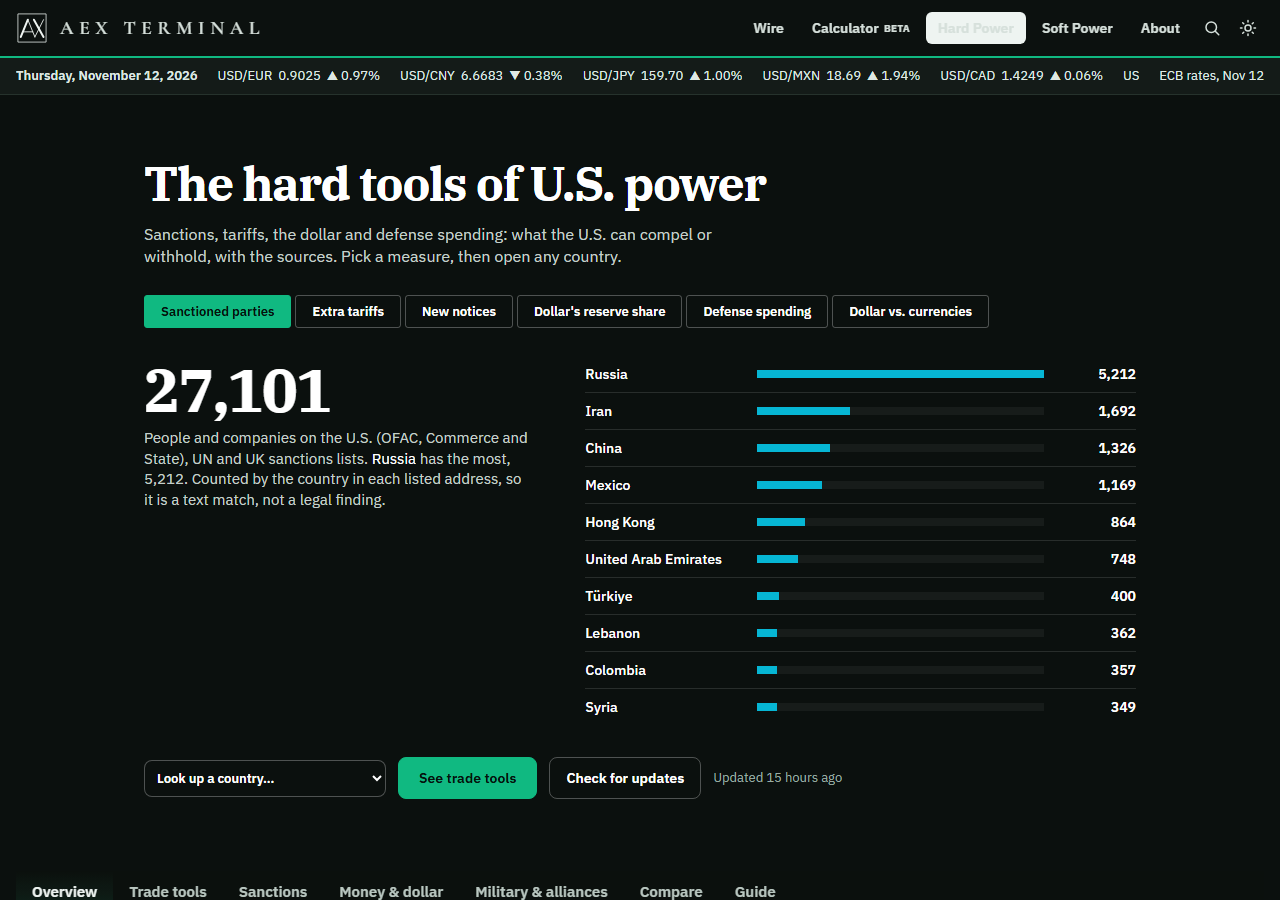 AX AEX TERMINAL Wire Calculator BETA Hard Power Soft Power About
Thursday, November 12, 2026 USD/EUR 0.9025 ▲0.97% USD/CNY 6.6683 ▼0.38% USD/JPY 159.70 ▲1.00% USD/MXN 18.69 ▲1.94% USD/CAD 1.4249 ▲0.06% US ECB rates, Nov 12
The hard tools of U.S. power
Sanctions, tariffs, the dollar and defense spending: what the U.S. can compel or
withhold, with the sources. Pick a measure, then open any country.
Sanctioned parties Extra tariffs New notices Dollar's reserve share Defense spending Dollar vs. currencies
27,101
People and companies on the U.S. (OFAC, Commerce and
State), UN and UK sanctions lists. Russia has the most,
5,212. Counted by the country in each listed address, so
it is a text match, not a legal finding.
Russia 5,212
Iran 1,692
China 1,326
Mexico 1,169
Hong Kong 864
United Arab Emirates 748
Türkiye 400
Lebanon 362
Colombia 357
Syria 349
Look up a country... See trade tools Check for updates Updated 15 hours ago
Overview Trade tools Sanctions Money & dollar Military & alliances Compare Guide